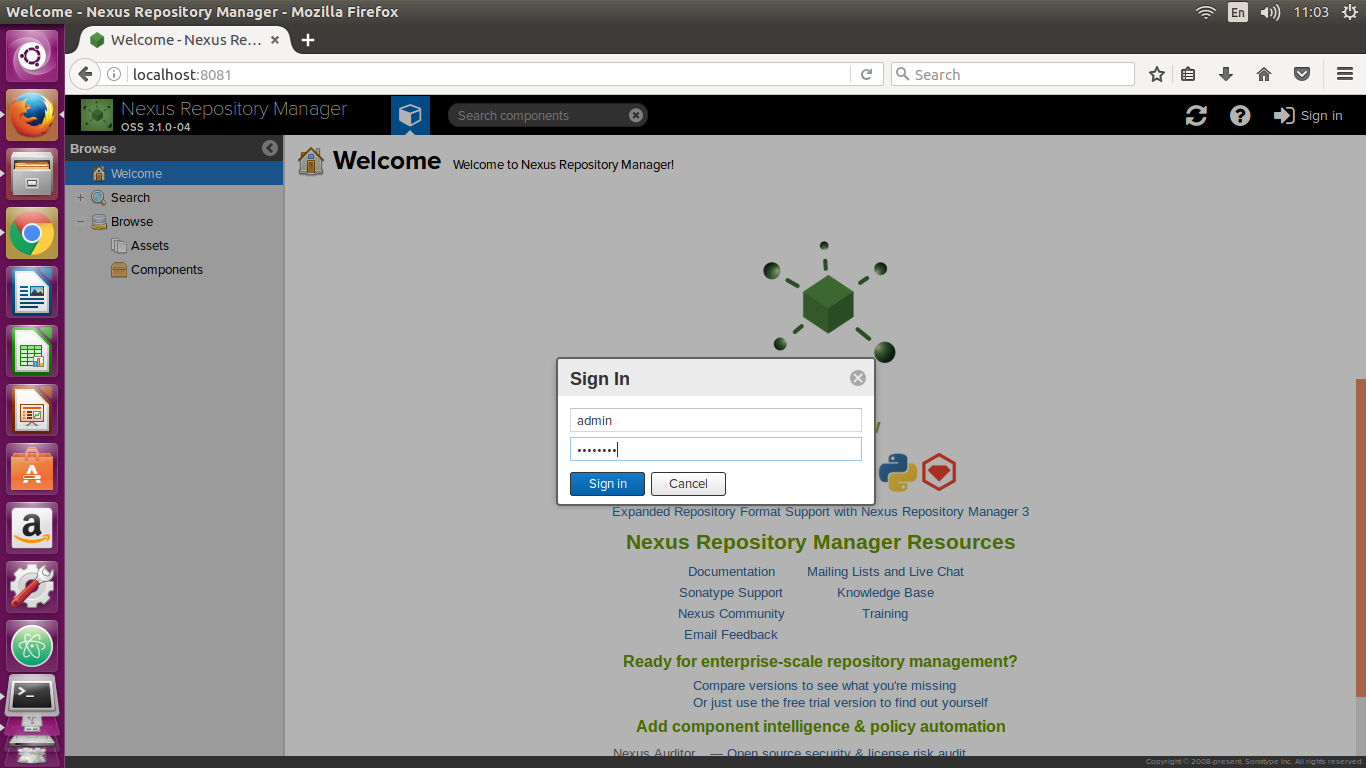 Welcome - Nexus Repository Manager - Mozilla Firefox
En
11:03
Welcome - Nexus Re...
localhost:8081
Search
Nexus Repository Manager
OSS 3.1.0-04
Search components
Sign in
Browse
Welcome
Search
Browse
Assets
Components
Welcome Welcome to Nexus Repository Manager!
Sign In
admin
••••••••
Sign in
Cancel
Expanded Repository Format Support with Nexus Repository Manager 3
Nexus Repository Manager Resources
Documentation Mailing Lists and Live Chat
Sonatype Support Knowledge Base
Nexus Community Training
Email Feedback
Ready for enterprise-scale repository management?
Compare versions to see what you're missing
Or just use the free trial version to find out yourself
Add component intelligence & policy automation
Nexus Auditor — Open source security & license risk audit
Copyright © 2008-present, Sonatype Inc. All rights reserved.